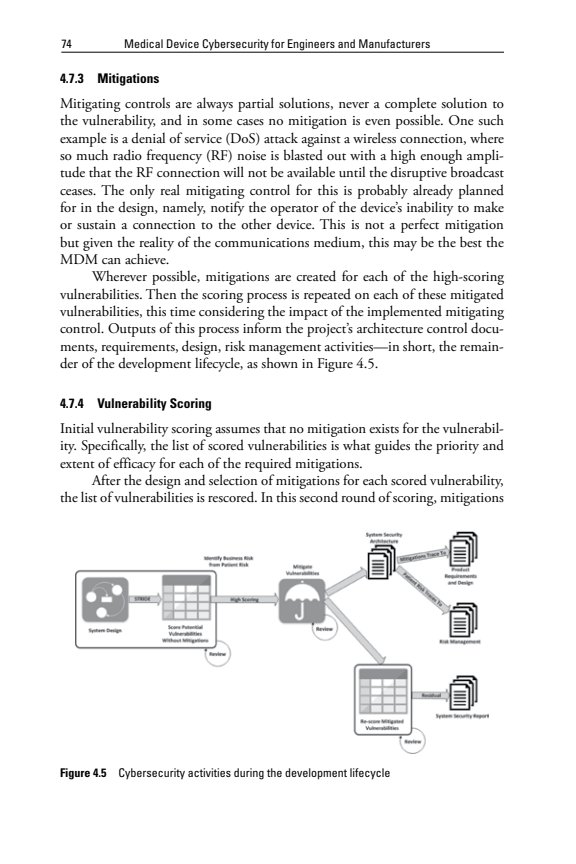 74 Medical Device Cybersecurity for Engineers and Manufacturers
4.7.3 Mitigations
Mitigating controls are always partial solutions, never a complete solution to
the vulnerability, and in some cases no mitigation is even possible. One such
example is a denial of service (DoS) attack against a wireless connection, where
so much radio frequency (RF) noise is blasted out with a high enough ampli-
tude that the RF connection will not be available until the disruptive broadcast
ceases. The only real mitigating control for this is probably already planned
for in the design, namely, notify the operator of the device’s inability to make
or sustain a connection to the other device. This is not a perfect mitigation
but given the reality of the communications medium, this may be the best the
MDM can achieve.
Wherever possible, mitigations are created for each of the high-scoring
vulnerabilities. Then the scoring process is repeated on each of these mitigated
vulnerabilities, this time considering the impact of the implemented mitigating
control. Outputs of this process inform the project’s architecture control docu-
ments, requirements, design, risk management activities—in short, the remain-
der of the development lifecycle, as shown in Figure 4.5.
4.7.4 Vulnerability Scoring
Initial vulnerability scoring assumes that no mitigation exists for the vulnerabil-
ity. Specifically, the list of scored vulnerabilities is what guides the priority and
extent of efficacy for each of the required mitigations.
After the design and selection of mitigations for each scored vulnerability,
the list of vulnerabilities is rescored. In this second round of scoring, mitigations
System Security
Architecture
Mitigations Trace To
Product
Requirements
and Design
Identify Business Risk
from Patient Risk
Mitigate
Vulnerabilities
Patient Risk Issues To
STRIDE
High Scoring
System Design
Score Potential
Vulnerabilities
Without Mitigations
Review
Review
Risk Management
Residual
System Security Report
Re-score Mitigated
Vulnerabilities
Review
Figure 4.5 Cybersecurity activities during the development lifecycle